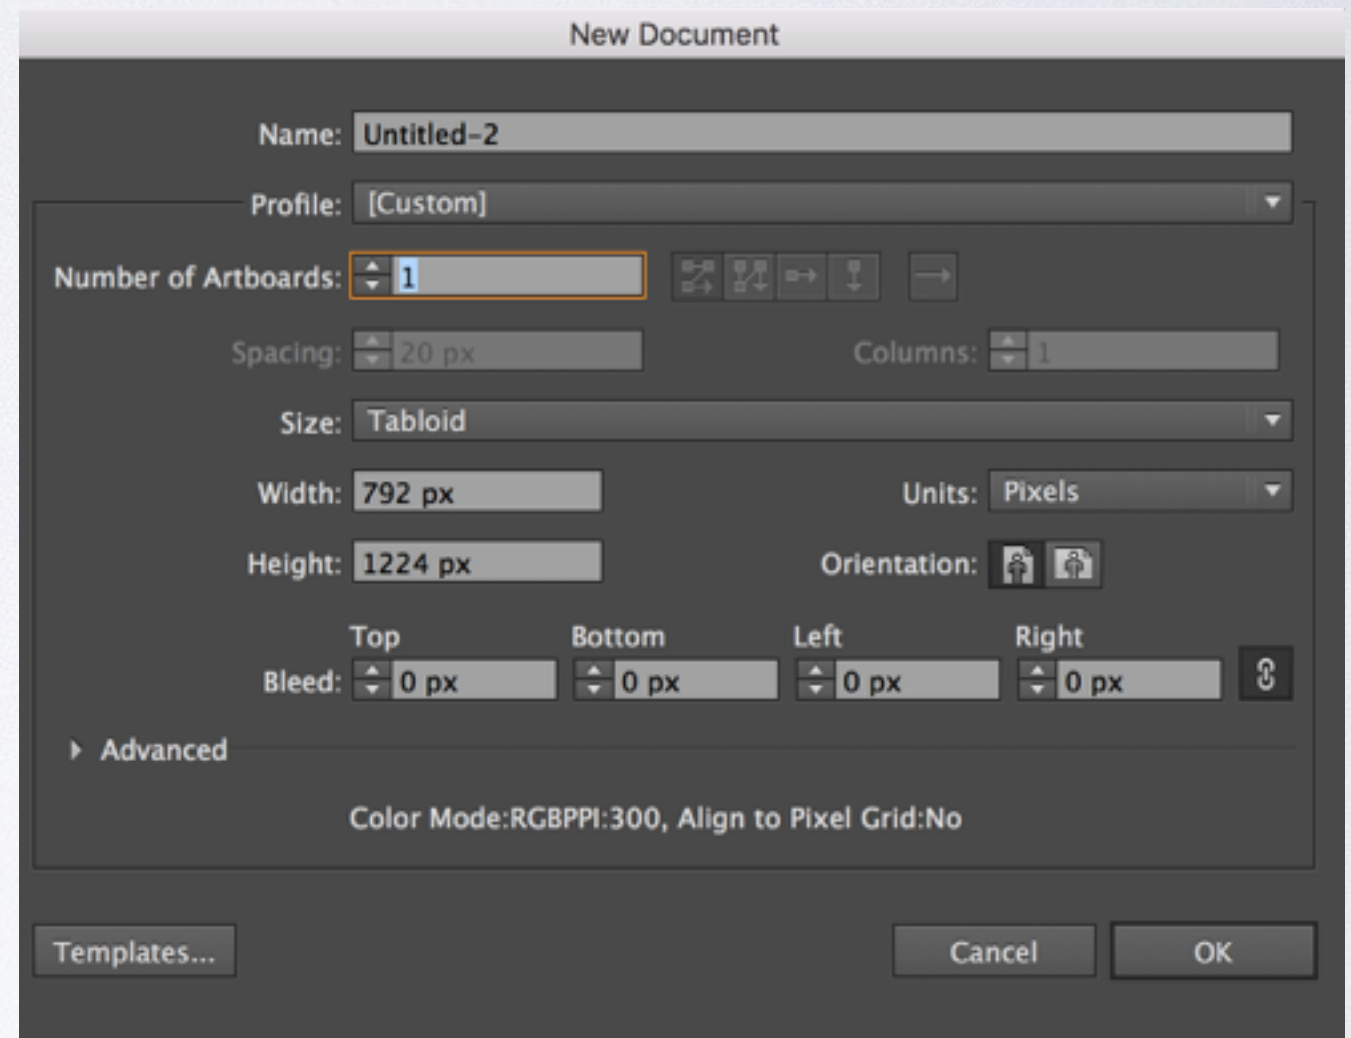 New Document
Name: Untitled-2
Profile: [Custom]
Number of Artboards: 1
Spacing: 20 px Columns: 1
Size: Tabloid
Width: 792 px Units: Pixels
Height: 1224 px Orientation:
Top Bottom Left Right
Bleed: 0 px 0 px 0 px 0 px
Advanced
Color Mode:RGBPPI:300, Align to Pixel Grid:No
Templates... Cancel OK